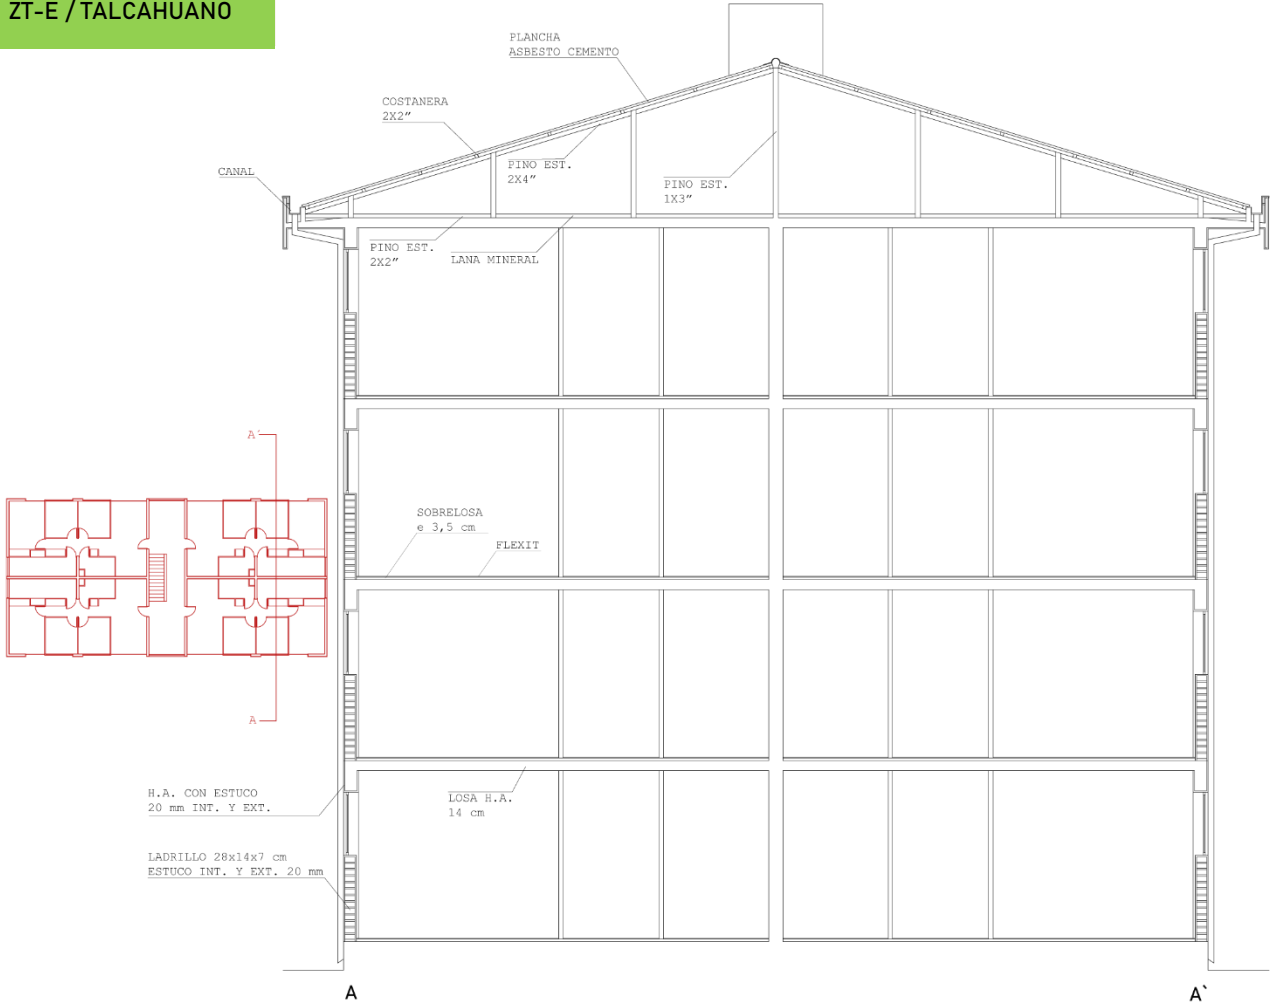 ZT-E / TALCAHUANO
PLANCHA
ASBESTO CEMENTO
COSTANERA
2X2"
CANAL
PINO EST.
2X4"
PINO EST.
1X3"
PINO EST.
2X2"
LANA MINERAL
A´
SOBRELOSA
e 3,5 cm
FLEXIT
A
H.A. CON ESTUCO
20 mm INT. Y EXT.
LOSA H.A.
14 cm
LADRILLO 28x14x7 cm
ESTUCO INT. Y EXT. 20 mm
A
A`